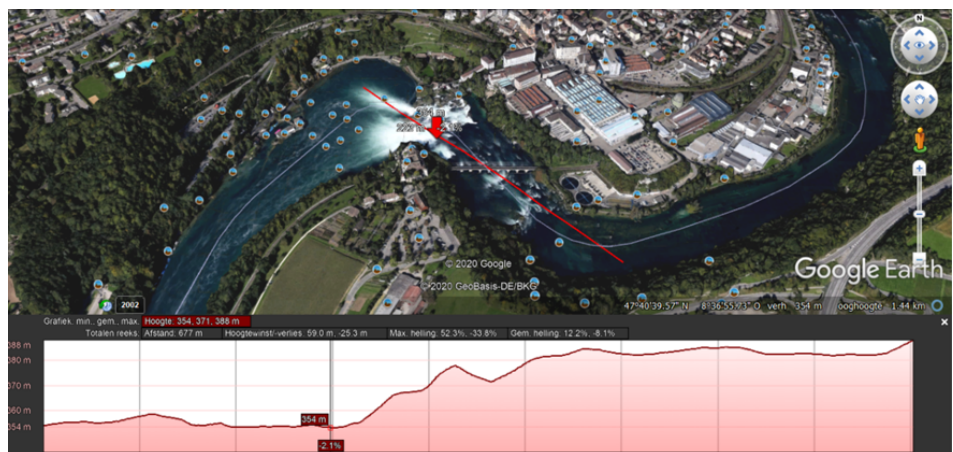 N
© 2020 Google
© 2020 GeoBasis-DE/BKG
Google Earth
2002
47°40'39.57" N 8°36'55.73" O verh. 354 m ooghoogte 1.44 km
Grafiek. min., gem., max. Hoogte: 354, 371, 388 m
Totalen reeks: Afstand: 677 m Hoogtewinst/-verlies: 59.0 m, -25.3 m Max. helling: 52.3%, -33.8% Gem. helling: 12.2%, -8.1%
388 m
380 m
370 m
360 m
354 m
354 m
-2.1%